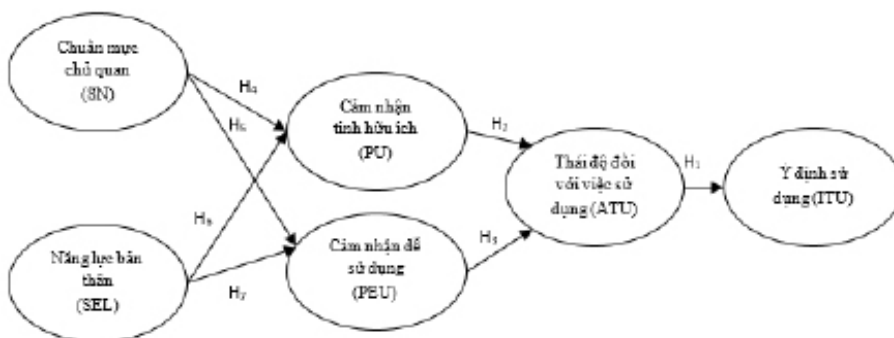 Chuẩn mực
chủ quan
(SN)
H₄
H₅
Cảm nhận
tính hữu ích
(PU)
H₂
Thái độ đối
với việc sử
dụng (ATU)
H₁
Ý định sử
dụng (ITU)
H₆
Năng lực bản
thân
(SEL)
H₇
Cảm nhận dễ
sử dụng
(PEU)
H₃